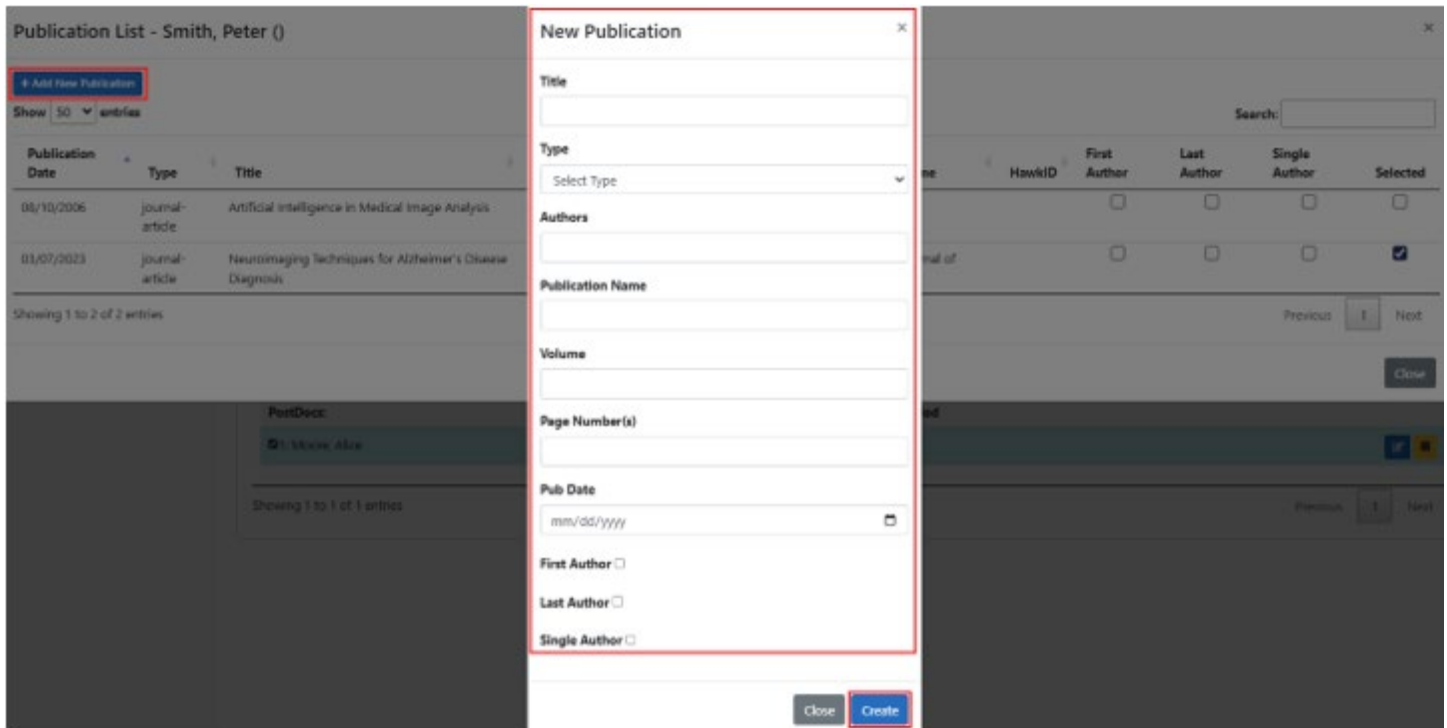 Publication List - Smith, Peter ()
×
+ Add New Publication
Show 50 entries
Search:
Publication Date Type Title HawkID First Author Last Author Single Author Selected
08/10/2006 journal-article Artificial Intelligence in Medical Image Analysis
03/07/2023 journal-article Neuroimaging Techniques for Alzheimer's Disease Diagnosis
Showing 1 to 2 of 2 entries
Previous 1 Next
Close
PostDocs:
1: Moore, Alice
Showing 1 to 1 of 1 entries
Previous 1 Next
New Publication
×
Title
Type
Select Type
Authors
Publication Name
Volume
Page Number(s)
Pub Date
mm/dd/yyyy
First Author
Last Author
Single Author
Close Create